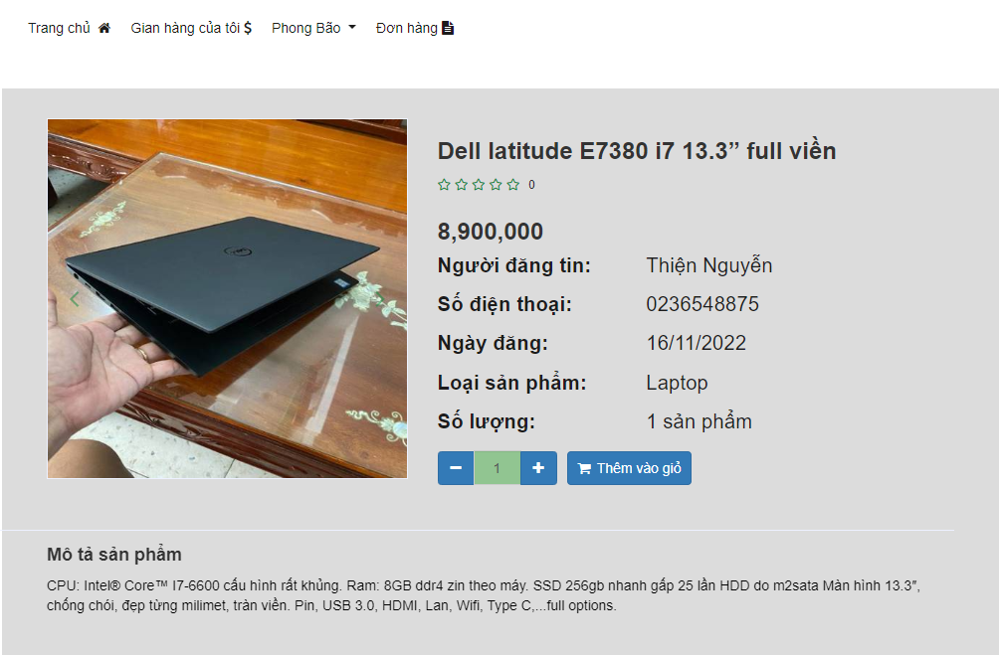 Trang chủ Gian hàng của tôi $ Phong Bão Đơn hàng
Dell latitude E7380 i7 13.3” full viền
0
8,900,000
Người đăng tin: Thiện Nguyễn
Số điện thoại: 0236548875
Ngày đăng: 16/11/2022
Loại sản phẩm: Laptop
Số lượng: 1 sản phẩm
− 1 + Thêm vào giỏ
Mô tả sản phẩm
CPU: Intel® Core™ I7-6600 cấu hình rất khủng. Ram: 8GB ddr4 zin theo máy. SSD 256gb nhanh gấp 25 lần HDD do m2sata Màn hình 13.3″,
chống chói, đẹp từng milimet, tràn viền. Pin, USB 3.0, HDMI, Lan, Wifi, Type C,...full options.